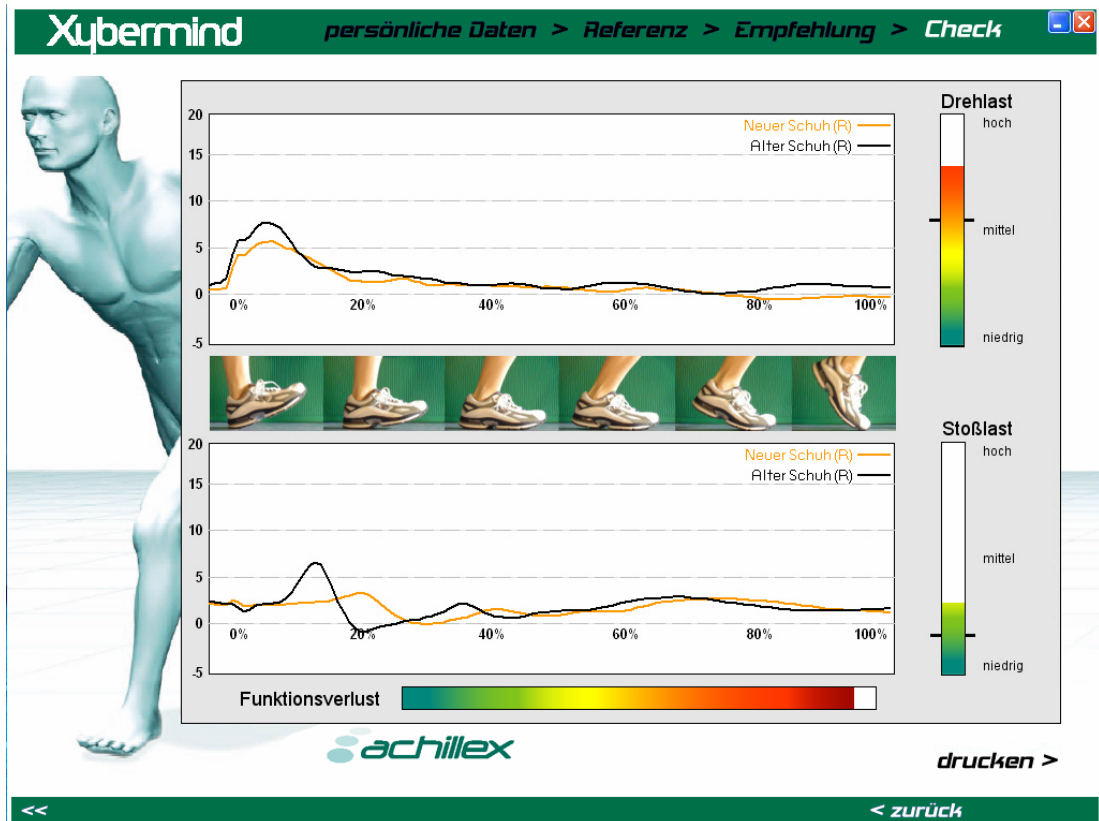 Xybermind
persönliche Daten > Referenz > Empfehlung > Check
20
15
10
5
0
-5
Neuer Schuh (R)
Alter Schuh (R)
0% 20% 40% 60% 80% 100%
Drehlast
hoch
mittel
niedrig
20
15
10
5
0
-5
Neuer Schuh (R)
Alter Schuh (R)
0% 20% 40% 60% 80% 100%
Stoßlast
hoch
mittel
niedrig
Funktionsverlust
achillex
drucken >
<< < zurück